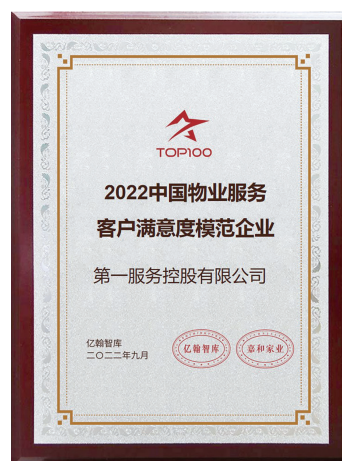 TOP100
2022中国物业服务
客户满意度模范企业
第一服务控股有限公司
亿翰智库
二〇二二年九月
亿翰智库
嘉和家业